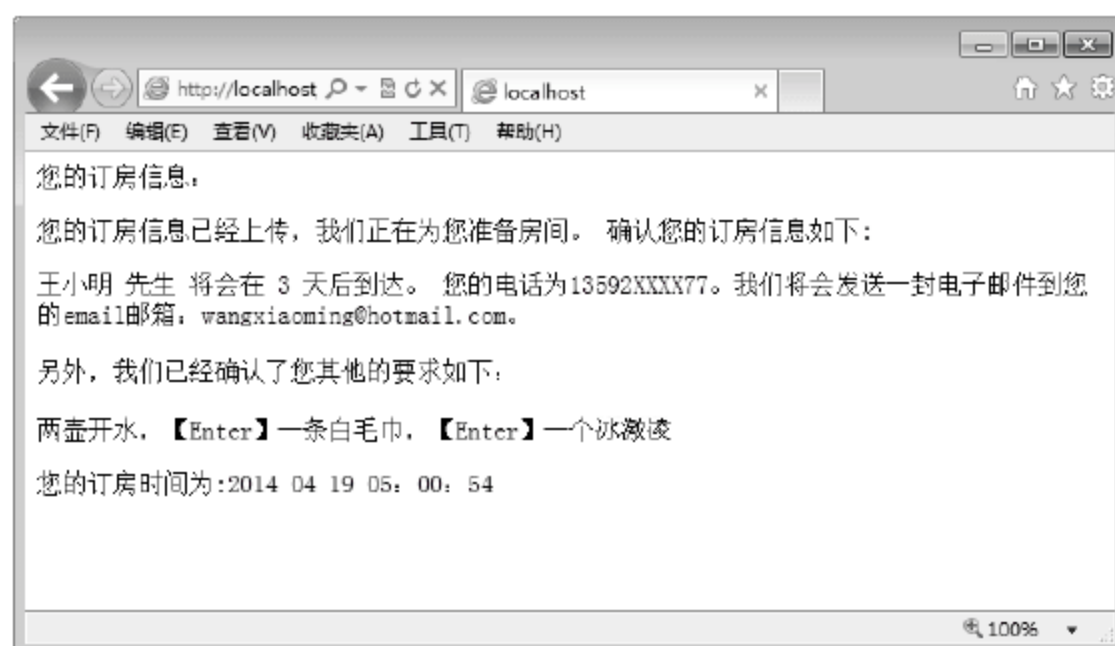 http://localhost
localhost
文件(F) 编辑(E) 查看(V) 收藏夹(A) 工具(T) 帮助(H)
您的订房信息:
您的订房信息已经上传，我们正在为您准备房间。 确认您的订房信息如下:
王小明 先生 将会在 3 天后到达。 您的电话为13592XXXX77。我们将会发送一封电子邮件到您
的email邮箱: wangxiaoming@hotmail.com。
另外，我们已经确认了您其他的要求如下:
两壶开水，【Enter】一条白毛巾，【Enter】一个冰激凌
您的订房时间为:2014 04 19 05: 00: 54
100%